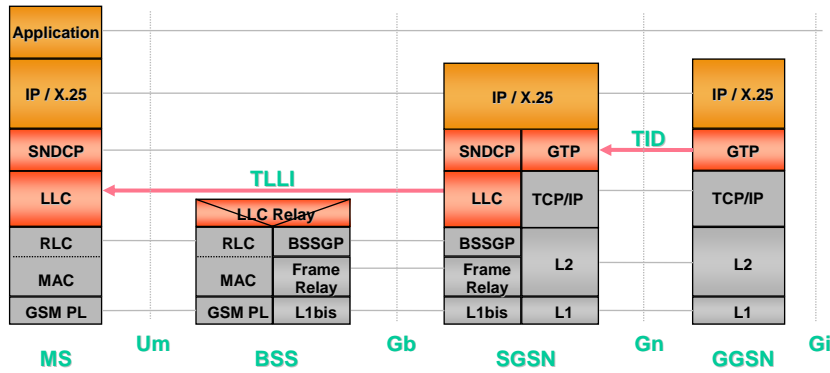 Application
IP / X.25 IP / X.25 IP / X.25
SNDCP SNDCP GTP TID GTP
TLLI
LLC LLC TCP/IP TCP/IP
LLC Relay
RLC RLC BSSGP BSSGP
MAC MAC Frame Relay Frame Relay L2 L2
GSM PL GSM PL L1bis L1bis L1 L1
MS Um BSS Gb SGSN Gn GGSN Gi